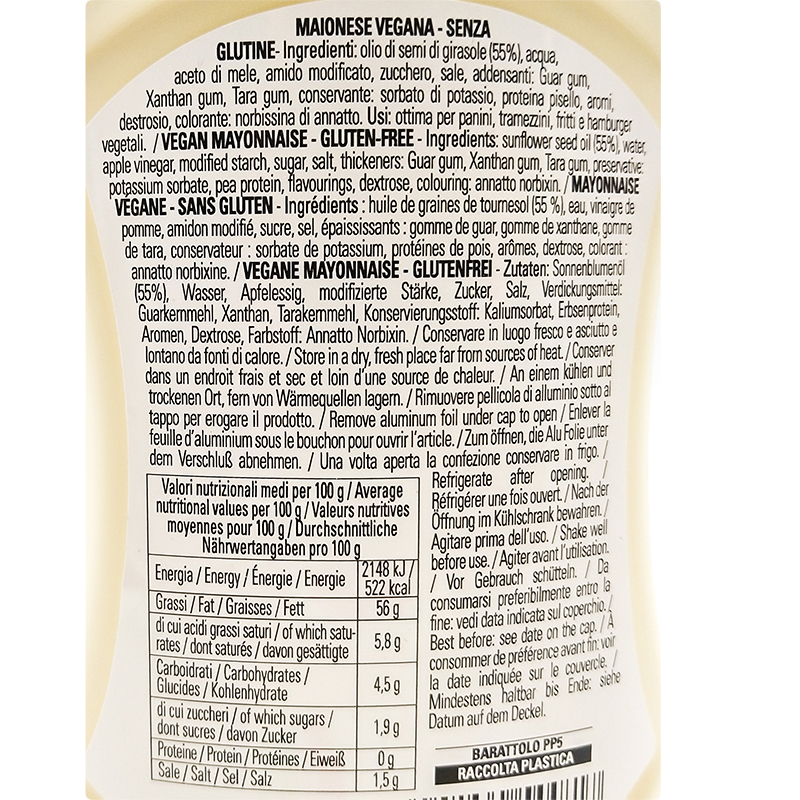 MAIONESE VEGANA - SENZA
GLUTINE- Ingredienti: olio di semi di girasole (55%), acqua,
aceto di mele, amido modificato, zucchero, sale, addensanti: Guar gum,
Xanthan gum, Tara gum, conservante: sorbato di potassio, proteina pisello, aromi,
destrosio, colorante: norbissina di annatto. Usi: ottima per panini, tramezzini, fritti e hamburger
vegetali. / VEGAN MAYONNAISE - GLUTEN-FREE - Ingredients: sunflower seed oil (55%), water,
apple vinegar, modified starch, sugar, salt, thickeners: Guar gum, Xanthan gum, Tara gum, preservative:
potassium sorbate, pea protein, flavourings, dextrose, colouring: annatto norbixin. / MAYONNAISE
VÉGANE - SANS GLUTEN - Ingrédients : huile de graines de tournesol (55 %), eau, vinaigre de
pomme, amidon modifié, sucre, sel, épaississants : gomme de guar, gomme de xanthane, gomme
de tara, conservateur : sorbate de potassium, protéines de pois, arômes, dextrose, colorant :
annatto norbixine. / VEGANE MAYONNAISE - GLUTENFREI - Zutaten: Sonnenblumenöl
(55%), Wasser, Apfelessig, modifizierte Stärke, Zucker, Salz, Verdickungsmittel:
Guarkernmehl, Xanthan, Tarakernmehl, Konservierungsstoff: Kaliumsorbat, Erbsenprotein,
Aromen, Dextrose, Farbstoff: Annatto Norbixin. / Conservare in luogo fresco e asciutto e
lontano da fonti di calore. / Store in a dry, fresh place far from sources of heat. / Conserver
dans un endroit frais et sec et loin d'une source de chaleur. / An einem kühlen und
trockenen Ort, fern von Wärmequellen lagern. / Rimuovere pellicola di alluminio sotto al
tappo per erogare il prodotto. / Remove aluminum foil under cap to open / Enlever la
feuille d'aluminium sous le bouchon pour ouvrir l'article. / Zum öffnen, die Alu Folie unter
dem Verschluß abnehmen. / Una volta aperta la confezione conservare in frigo. /
Refrigerate after opening. /
Réfrigérer une fois ouvert. / Nach der
Öffnung im Kühlschrank bewahren. /
Agitare prima dell'uso. / Shake well
before use. / Agiter avant l'utilisation.
/ Vor Gebrauch schütteln. / Da
consumarsi preferibilmente entro la
fine: vedi data indicata sul coperchio. /
Best before: see date on the cap. / À
consommer de préférence avant fin: voir
la date indiquée sur le couvercle. /
Mindestens haltbar bis Ende: siehe
Datum auf dem Deckel.
Valori nutrizionali medi per 100 g / Average
nutritional values per 100 g / Valeurs nutritives
moyennes pour 100 g / Durchschnittliche
Nährwertangaben pro 100 g
Energia / Energy / Énergie / Energie 2148 kJ /
522 kcal
Grassi / Fat / Graisses / Fett 56 g
di cui acidi grassi saturi / of which satu-
rates / dont saturés / davon gesättigte 5,8 g
Carboidrati / Carbohydrates /
Glucides / Kohlenhydrate 4,5 g
di cui zuccheri / of which sugars /
dont sucres / davon Zucker 1,9 g
Proteine / Protein / Protéines / Eiweiß 0 g
Sale / Salt / Sel / Salz 1,5 g
BARATTOLO PP5
RACCOLTA PLASTICA